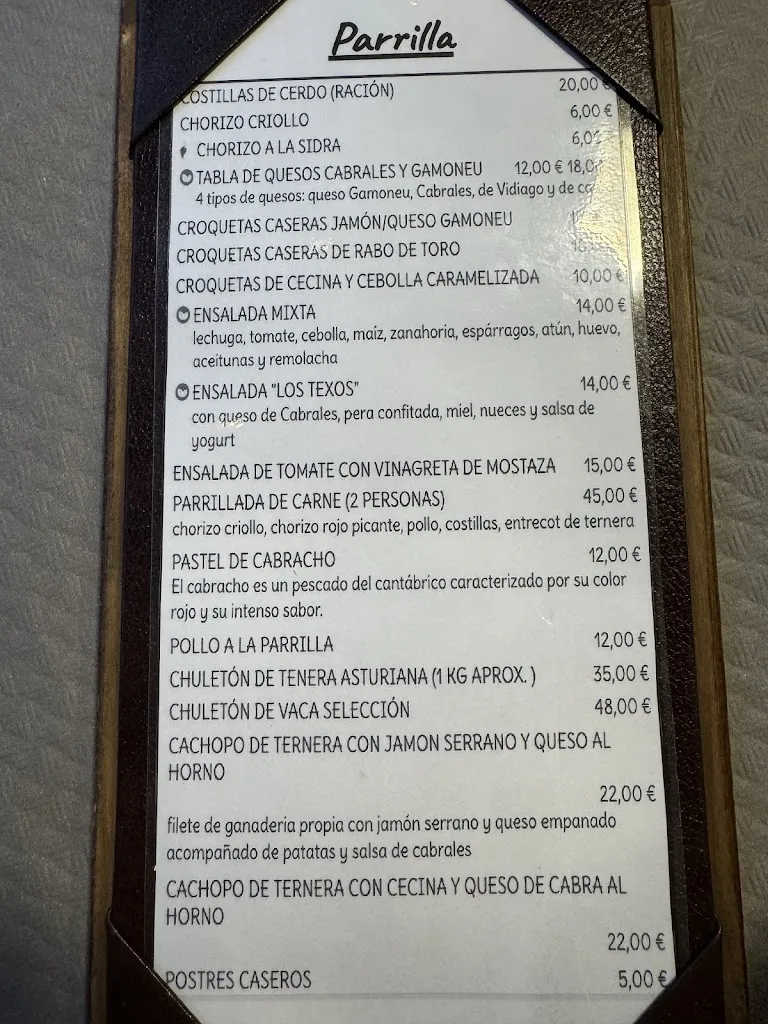 Parrilla
COSTILLAS DE CERDO (RACIÓN) 20,00 €
CHORIZO CRIOLLO 6,00 €
CHORIZO A LA SIDRA
TABLA DE QUESOS CABRALES Y GAMONEU 12,00 €
4 tipos de quesos: queso Gamoneu, Cabrales, de Vidiago y de
CROQUETAS CASERAS JAMÓN/QUESO GAMONEU
CROQUETAS CASERAS DE RABO DE TORO
CROQUETAS DE CECINA Y CEBOLLA CARAMELIZADA 10,00 €
ENSALADA MIXTA 14,00 €
lechuga, tomate, cebolla, maíz, zanahoria, espárragos, atún, huevo,
aceitunas y remolacha
ENSALADA "LOS TEXOS" 14,00 €
con queso de Cabrales, pera confitada, miel, nueces y salsa de
yogurt
ENSALADA DE TOMATE CON VINAGRETA DE MOSTAZA 15,00 €
PARRILLADA DE CARNE (2 PERSONAS) 45,00 €
chorizo criollo, chorizo rojo picante, pollo, costillas, entrecot de ternera
PASTEL DE CABRACHO 12,00 €
El cabracho es un pescado del cantábrico caracterizado por su color
rojo y su intenso sabor.
POLLO A LA PARRILLA 12,00 €
CHULETÓN DE TENERA ASTURIANA (1 KG APROX. ) 35,00 €
CHULETÓN DE VACA SELECCIÓN 48,00 €
CACHOPO DE TERNERA CON JAMON SERRANO Y QUESO AL
HORNO
22,00 €
filete de ganaderia propia con jamón serrano y queso empanado
acompañado de patatas y salsa de cabrales
CACHOPO DE TERNERA CON CECINA Y QUESO DE CABRA AL
HORNO
22,00 €
POSTRES CASEROS 5,00 €